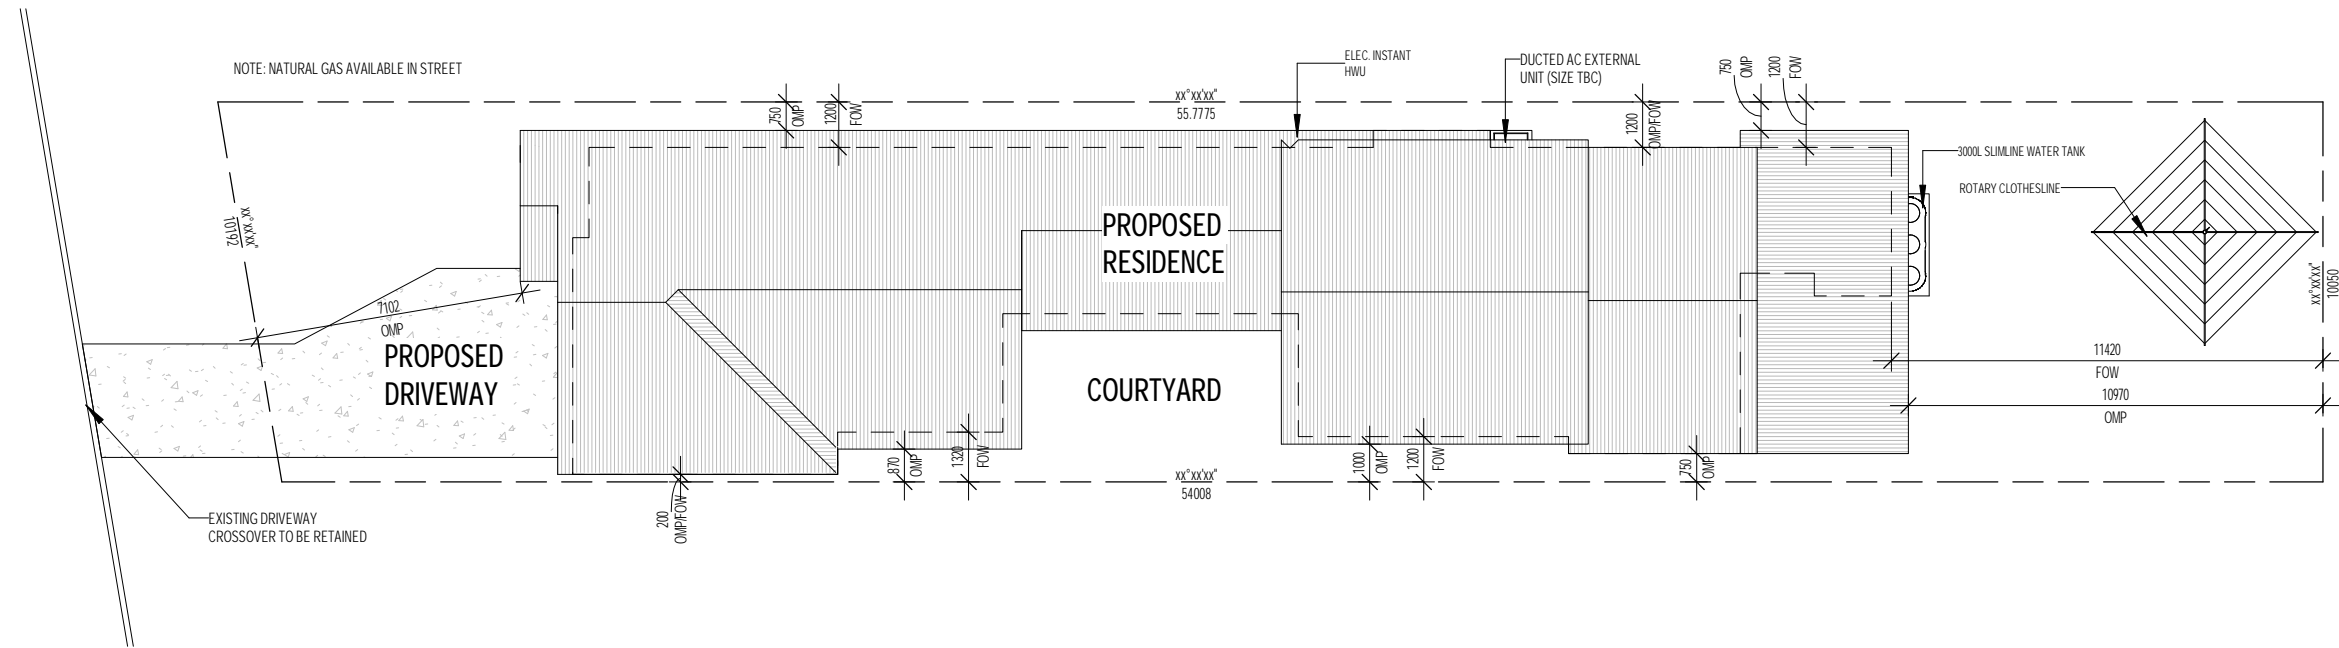 NOTE: NATURAL GAS AVAILABLE IN STREET
ELEC. INSTANT
HWU
DUCTED AC EXTERNAL
UNIT (SIZE TBC)
750
OMP
1200
FOW
xx°xx'xx"
55.7775
750
OMP
1200
FOW
1200
OMP/FOW
3000L SLIMLINE WATER TANK
ROTARY CLOTHESLINE
xx°xx'xx"
10192
PROPOSED
RESIDENCE
xx°xx'xx"
10050
7102
OMP
PROPOSED
DRIVEWAY
COURTYARD
11420
FOW
10970
OMP
870
OMP
1320
FOW
1000
OMP
1200
FOW
750
OMP
xx°xx'xx"
54008
200
OMP/FOW
EXISTING DRIVEWAY
CROSSOVER TO BE RETAINED